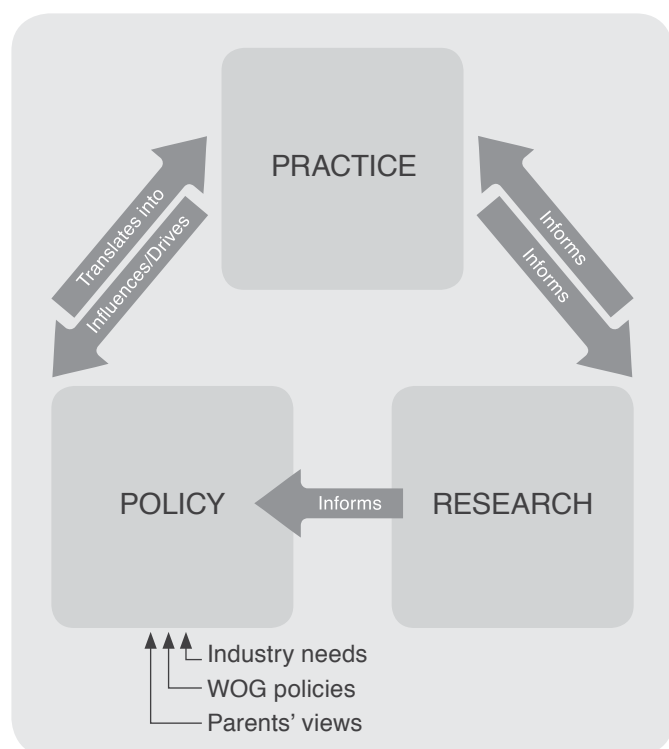 PRACTICE
Translates into
Influences/Drives
Informs
Informs
POLICY
Informs
RESEARCH
Industry needs
WOG policies
Parents’ views